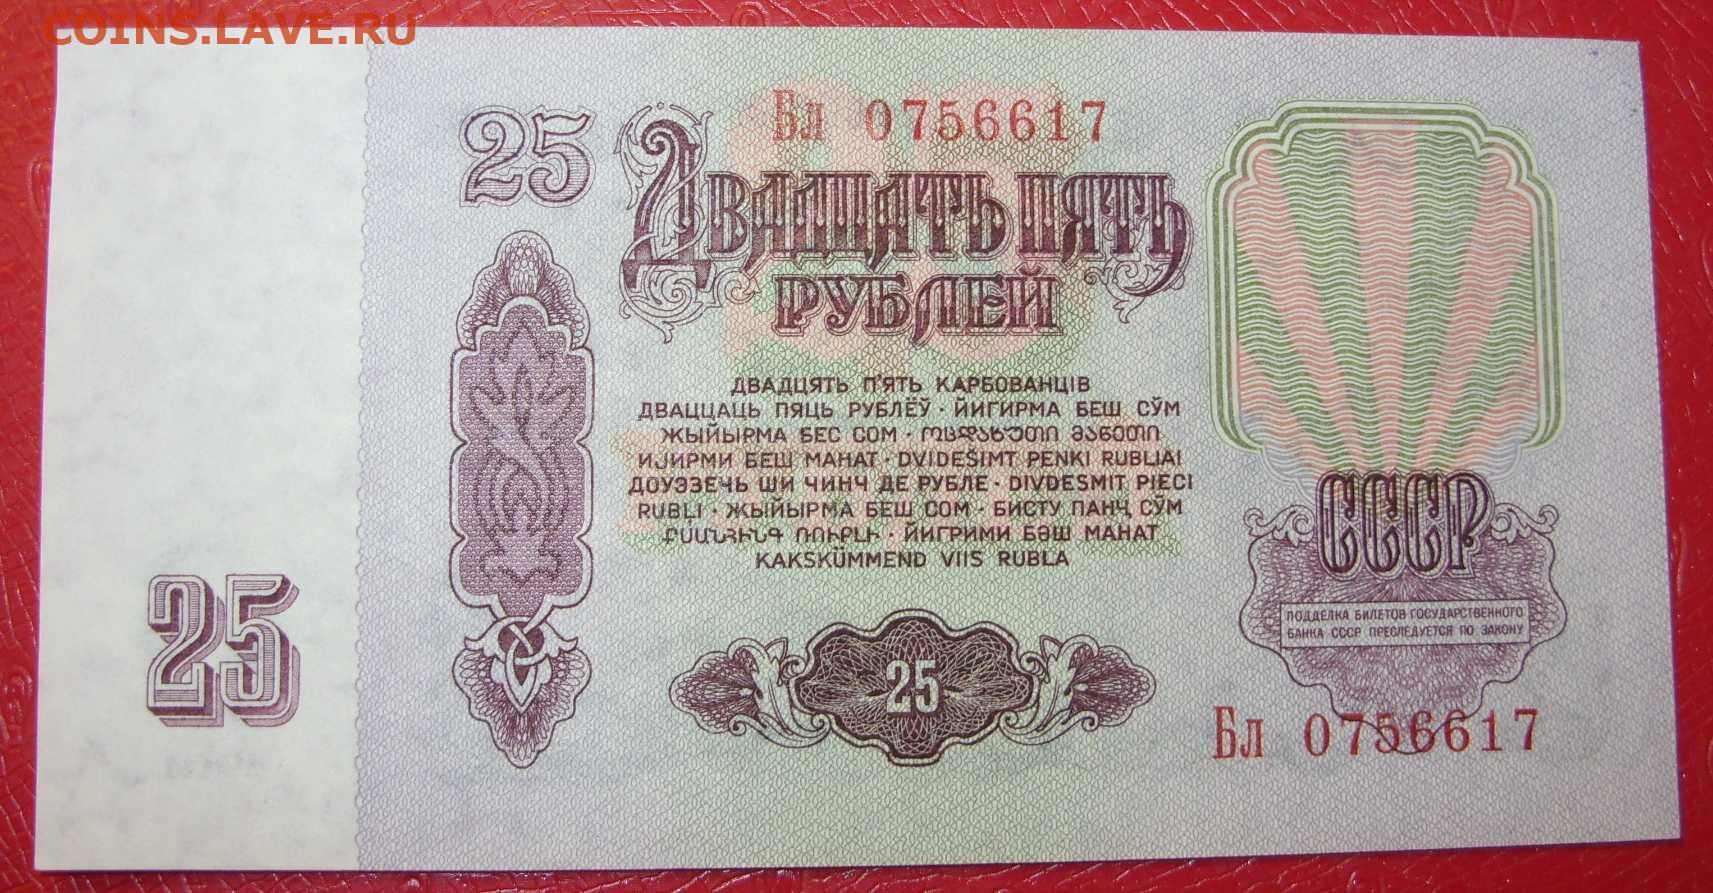 COINS.LAVE.RU
Бл 0756617
25
ДВАДЦАТЬ ПЯТЬ
РУБЛЕЙ
ДВАДЦЯТЬ П'ЯТЬ КАРБОВАНЦІВ
ДВАЦЦАЦЬ ПЯЦЬ РУБЛЁЎ · ЙИГИРМА БЕШ СЎМ
ЖЫЙЫРМА БЕС СОМ · ოცდახუთი მანეთი
ИЈИРМИ БЕШ МАНАТ · DVIDEŠIMT PENKI RUBLIAI
ДОУЭЗЕЧЬ ШИ ЧИНЧ ДЕ РУБЛЕ · DIVDESMIT PIECI
RUBĻI · ЖЫЙЫРМА БЕШ СОМ · БИСТУ ПАНҶ СЎМ
ՔՍԱՆՀԻՆԳ ՌՈՒԲԼԻ · ЙИГРИМИ БӘШ МАНАТ
KAKSKÜMMEND VIIS RUBLA
СССР
ПОДДЕЛКА БИЛЕТОВ ГОСУДАРСТВЕННОГО
БАНКА СССР ПРЕСЛЕДУЕТСЯ ПО ЗАКОНУ
25
25
Бл 0756617